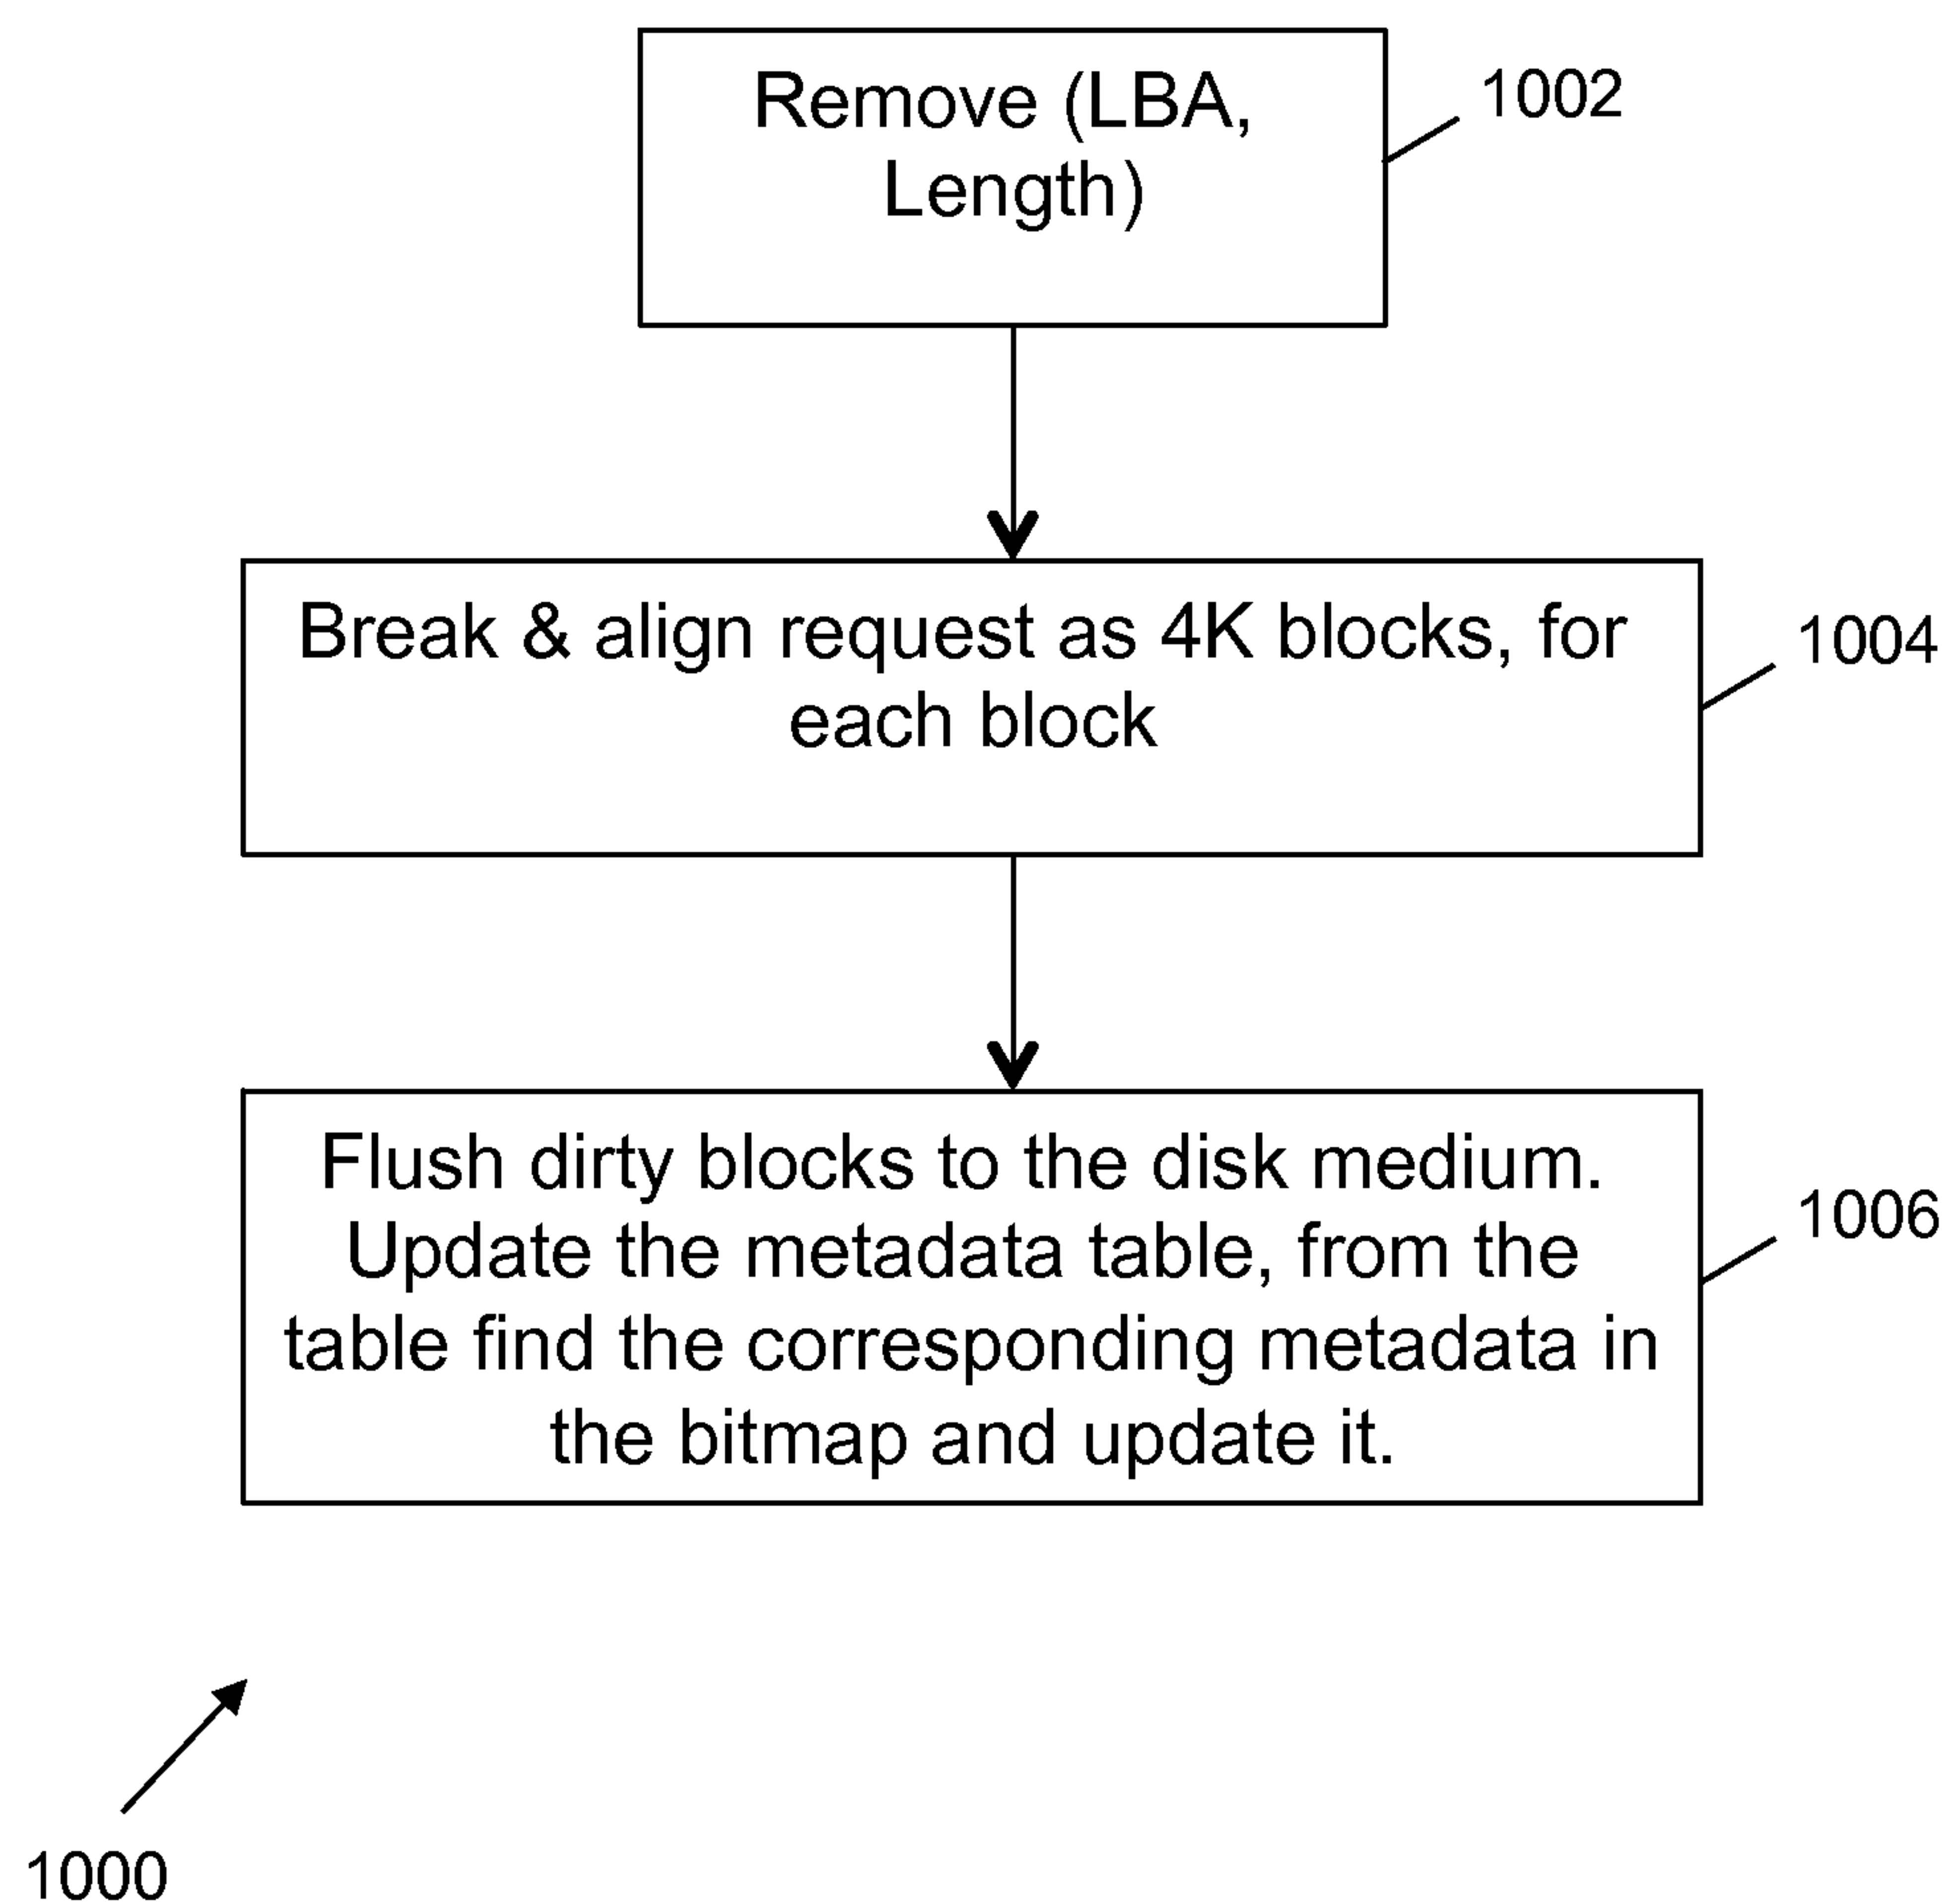 Remove (LBA,
Length)
1002
Break & align request as 4K blocks, for
each block
1004
Flush dirty blocks to the disk medium.
Update the metadata table, from the
table find the corresponding metadata in
the bitmap and update it.
1006
1000